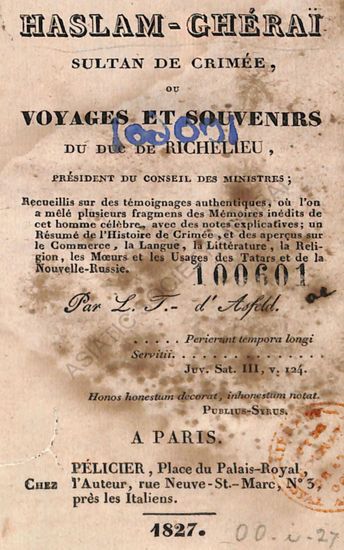 HASLAM-GHÉRAÏ
SULTAN DE CRIMÉE,
OU
VOYAGES ET SOUVENIRS
DU DUC DE RICHELIEU,
PRÉSIDENT DU CONSEIL DES MINISTRES;
Recueillis sur des témoignages authentiques, où l'on
a mêlé plusieurs fragmens des Mémoires inédits de
cet homme célèbre, avec des notes explicatives; un
Résumé de l'Histoire de Crimée, et des aperçus sur
le Commerce, la Langue, la Littérature, la Reli-
gion, les Mœurs et les Usages des Tatars et de la
Nouvelle-Russie.
100601
Par L. T.- d'Asfeld.
..... Perierunt tempora longi
Servitii. ..........
Juv. Sat. III, v. 124.
Honos honestum decorat, inhonestum notat.
PUBLIUS-SYRUS.
A PARIS.
PÉLICIER, Place du Palais-Royal,
CHEZ l'Auteur, rue Neuve-St.-Marc, N° 3,
près les Italiens.
1827.
00-i-27